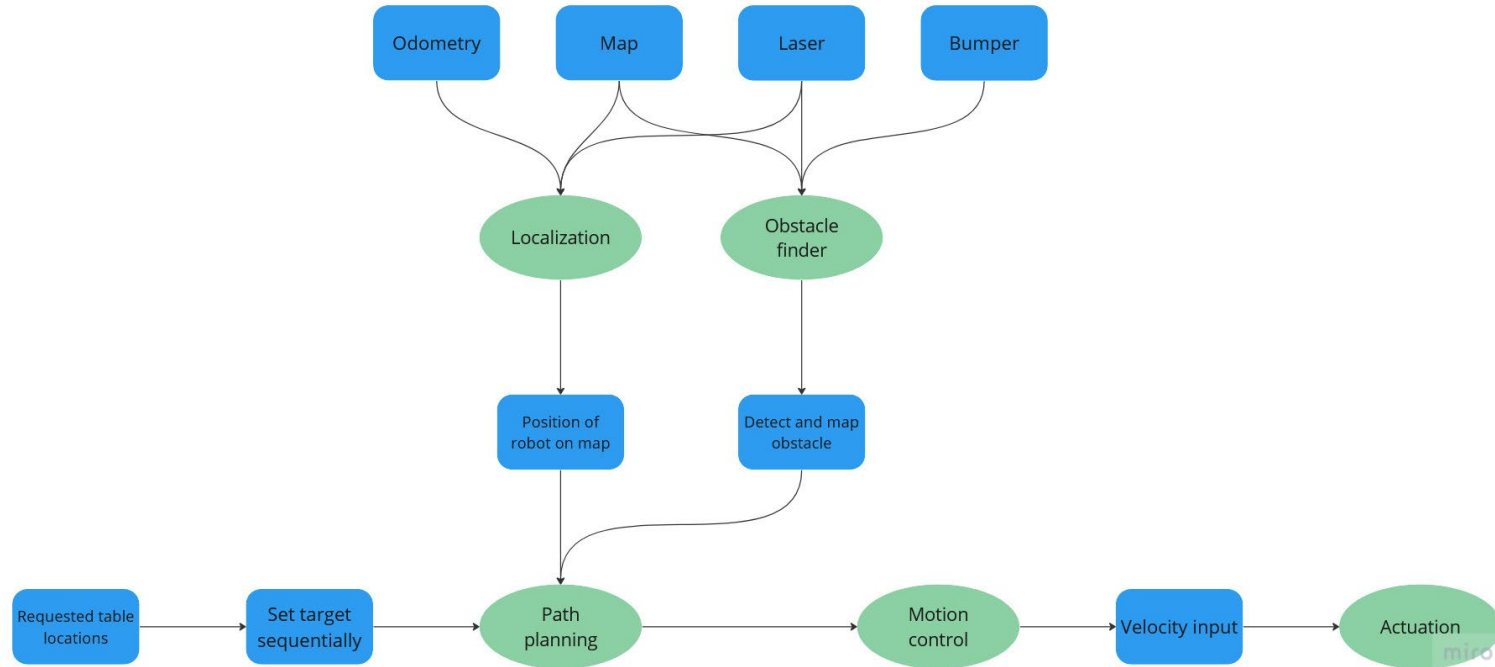 Odometry
Map
Laser
Bumper
Localization
Obstacle
finder
Position of
robot on map
Detect and map
obstacle
Requested table
locations
Set target
sequentially
Path
planning
Motion
control
Velocity input
Actuation
miro